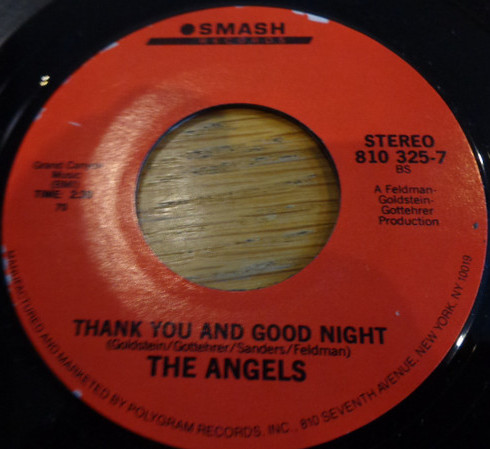 SMASH
RECORDS
STEREO
810 325-7
BS
Grand Canyon
Music
(BMI)
TIME: 2:
A Feldman-
Goldstein-
Gottehrer
Production
THANK YOU AND GOOD NIGHT
(Goldstein/Gottehrer/Sanders/Feldman)
THE ANGELS
MANUFACTURED AND MARKETED BY POLYGRAM RECORDS, INC., 810 SEVENTH AVENUE, NEW YORK, NY 10019